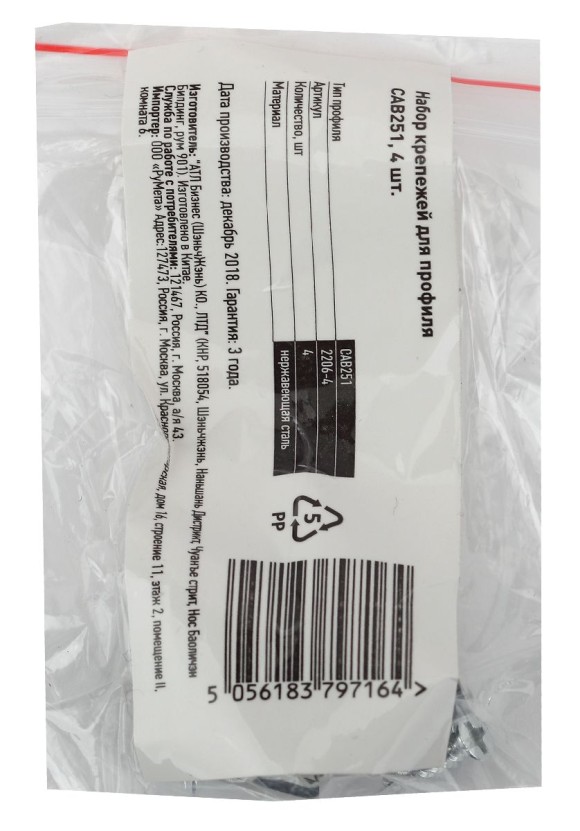 Набор крепежей для профиля
CAB251, 4 шт.
Тип профиля CAB251
Артикул 2206-4
Количество, шт 4
Материал нержавеющая сталь
5
PP
Дата производства: декабрь 2018. Гарантия: 3 года.
Изготовитель: "АТЛ Бизнес (ШэньчЖэнь) КО., ЛТД" (КНР, 518054, Шэньчжэнь, Наньшань Дистрикт, Чуанъе стрит, Нос Баоличэн
Билдинг, рум 901). Изготовлено в Китае.
Служба по работе с потребителями: 121467, Россия, г. Москва, а/я 43.
Импортер: ООО «РуМета» Адрес:127473, Россия, г. Москва, ул. дом 16, строение 11, этаж 2, помещение II,
комната 6.
5 056183 797164 >